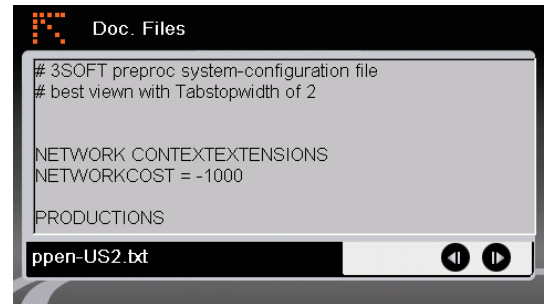 Doc. Files
# 3SOFT preproc system-configuration file
# best viewn with Tabstopwidth of 2
NETWORK CONTEXTEXTENSIONS
NETWORKCOST = -1000
PRODUCTIONS
ppen-US2.txt